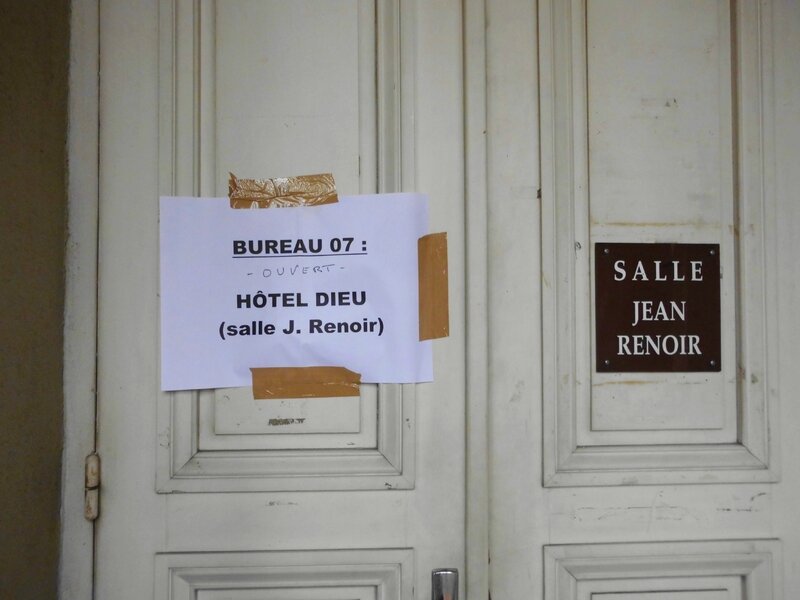 BUREAU 07 :
- OUVERT -
HÔTEL DIEU
(salle J. Renoir)
SALLE
JEAN
RENOIR